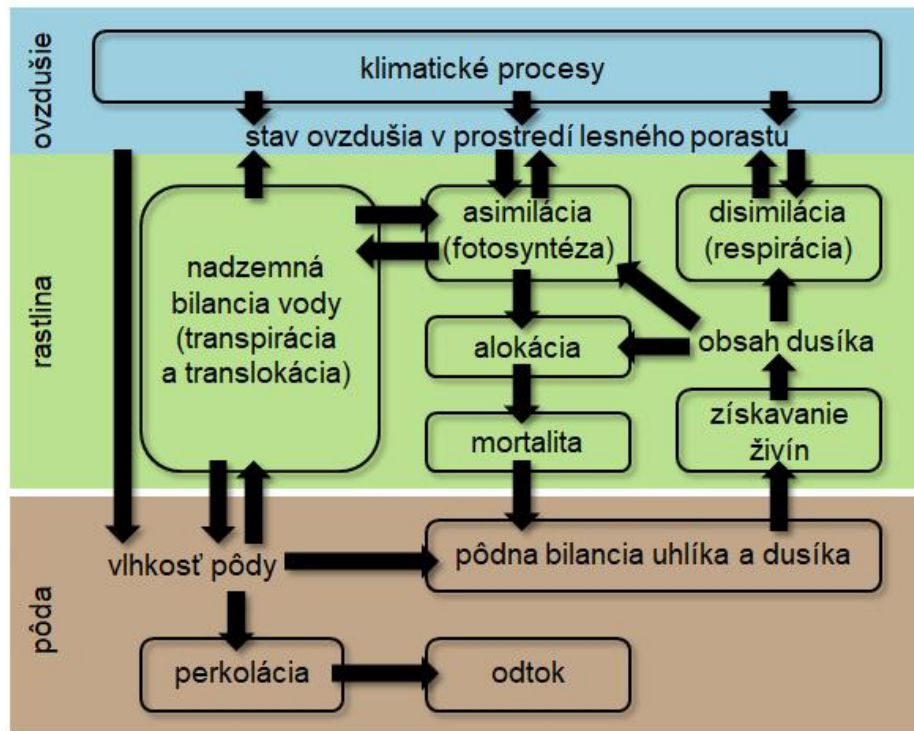 ovzdušie
klimatické procesy
stav ovzdušia v prostredí lesného porastu
rastlina
nadzemná
bilancia vody
(transpirácia
a translokácia)
asimilácia
(fotosyntéza)
disimilácia
(respirácia)
alokácia
obsah dusíka
mortalita
získavanie
živín
pôda
vlhkosť pôdy
pôdna bilancia uhlíka a dusíka
perkolácia
odtok